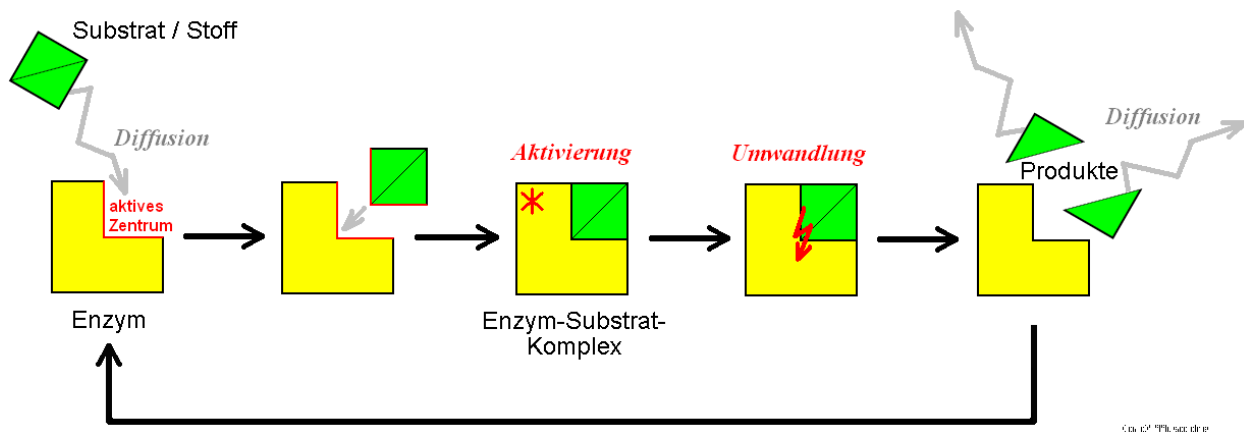 Substrat / Stoff
Diffusion
aktives
Zentrum
Enzym
Aktivierung
Enzym-Substrat-
Komplex
Umwandlung
Diffusion
Produkte